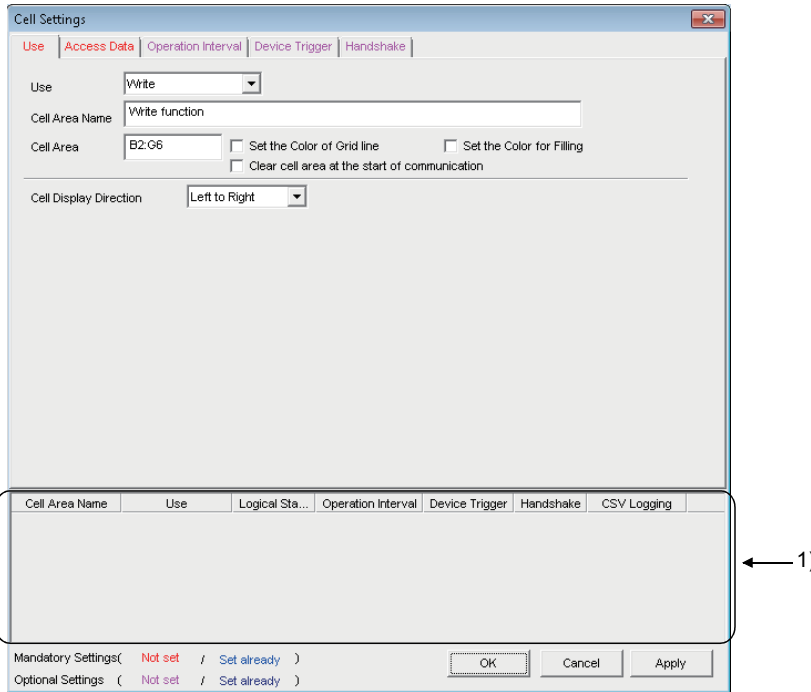 Cell Settings
Use Access Data Operation Interval Device Trigger Handshake
Use Write
Cell Area Name Write function
Cell Area B2:G6 Set the Color of Grid line Set the Color for Filling
Clear cell area at the start of communication
Cell Display Direction Left to Right
Cell Area Name Use Logical Sta... Operation Interval Device Trigger Handshake CSV Logging
1)
Mandatory Settings( Not set / Set already )
Optional Settings ( Not set / Set already )
OK Cancel Apply